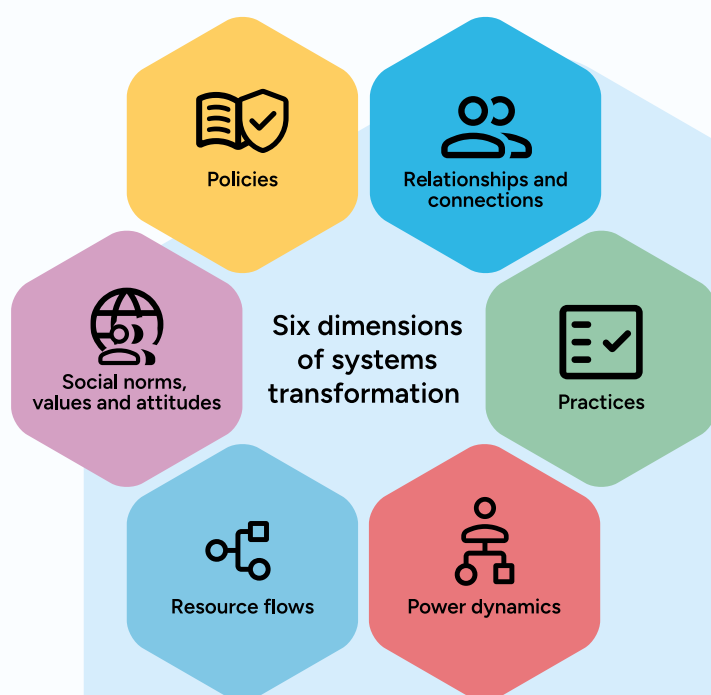 Policies
Relationships and
connections
Six dimensions
of systems
transformation
Social norms,
values and attitudes
Practices
Resource flows
Power dynamics